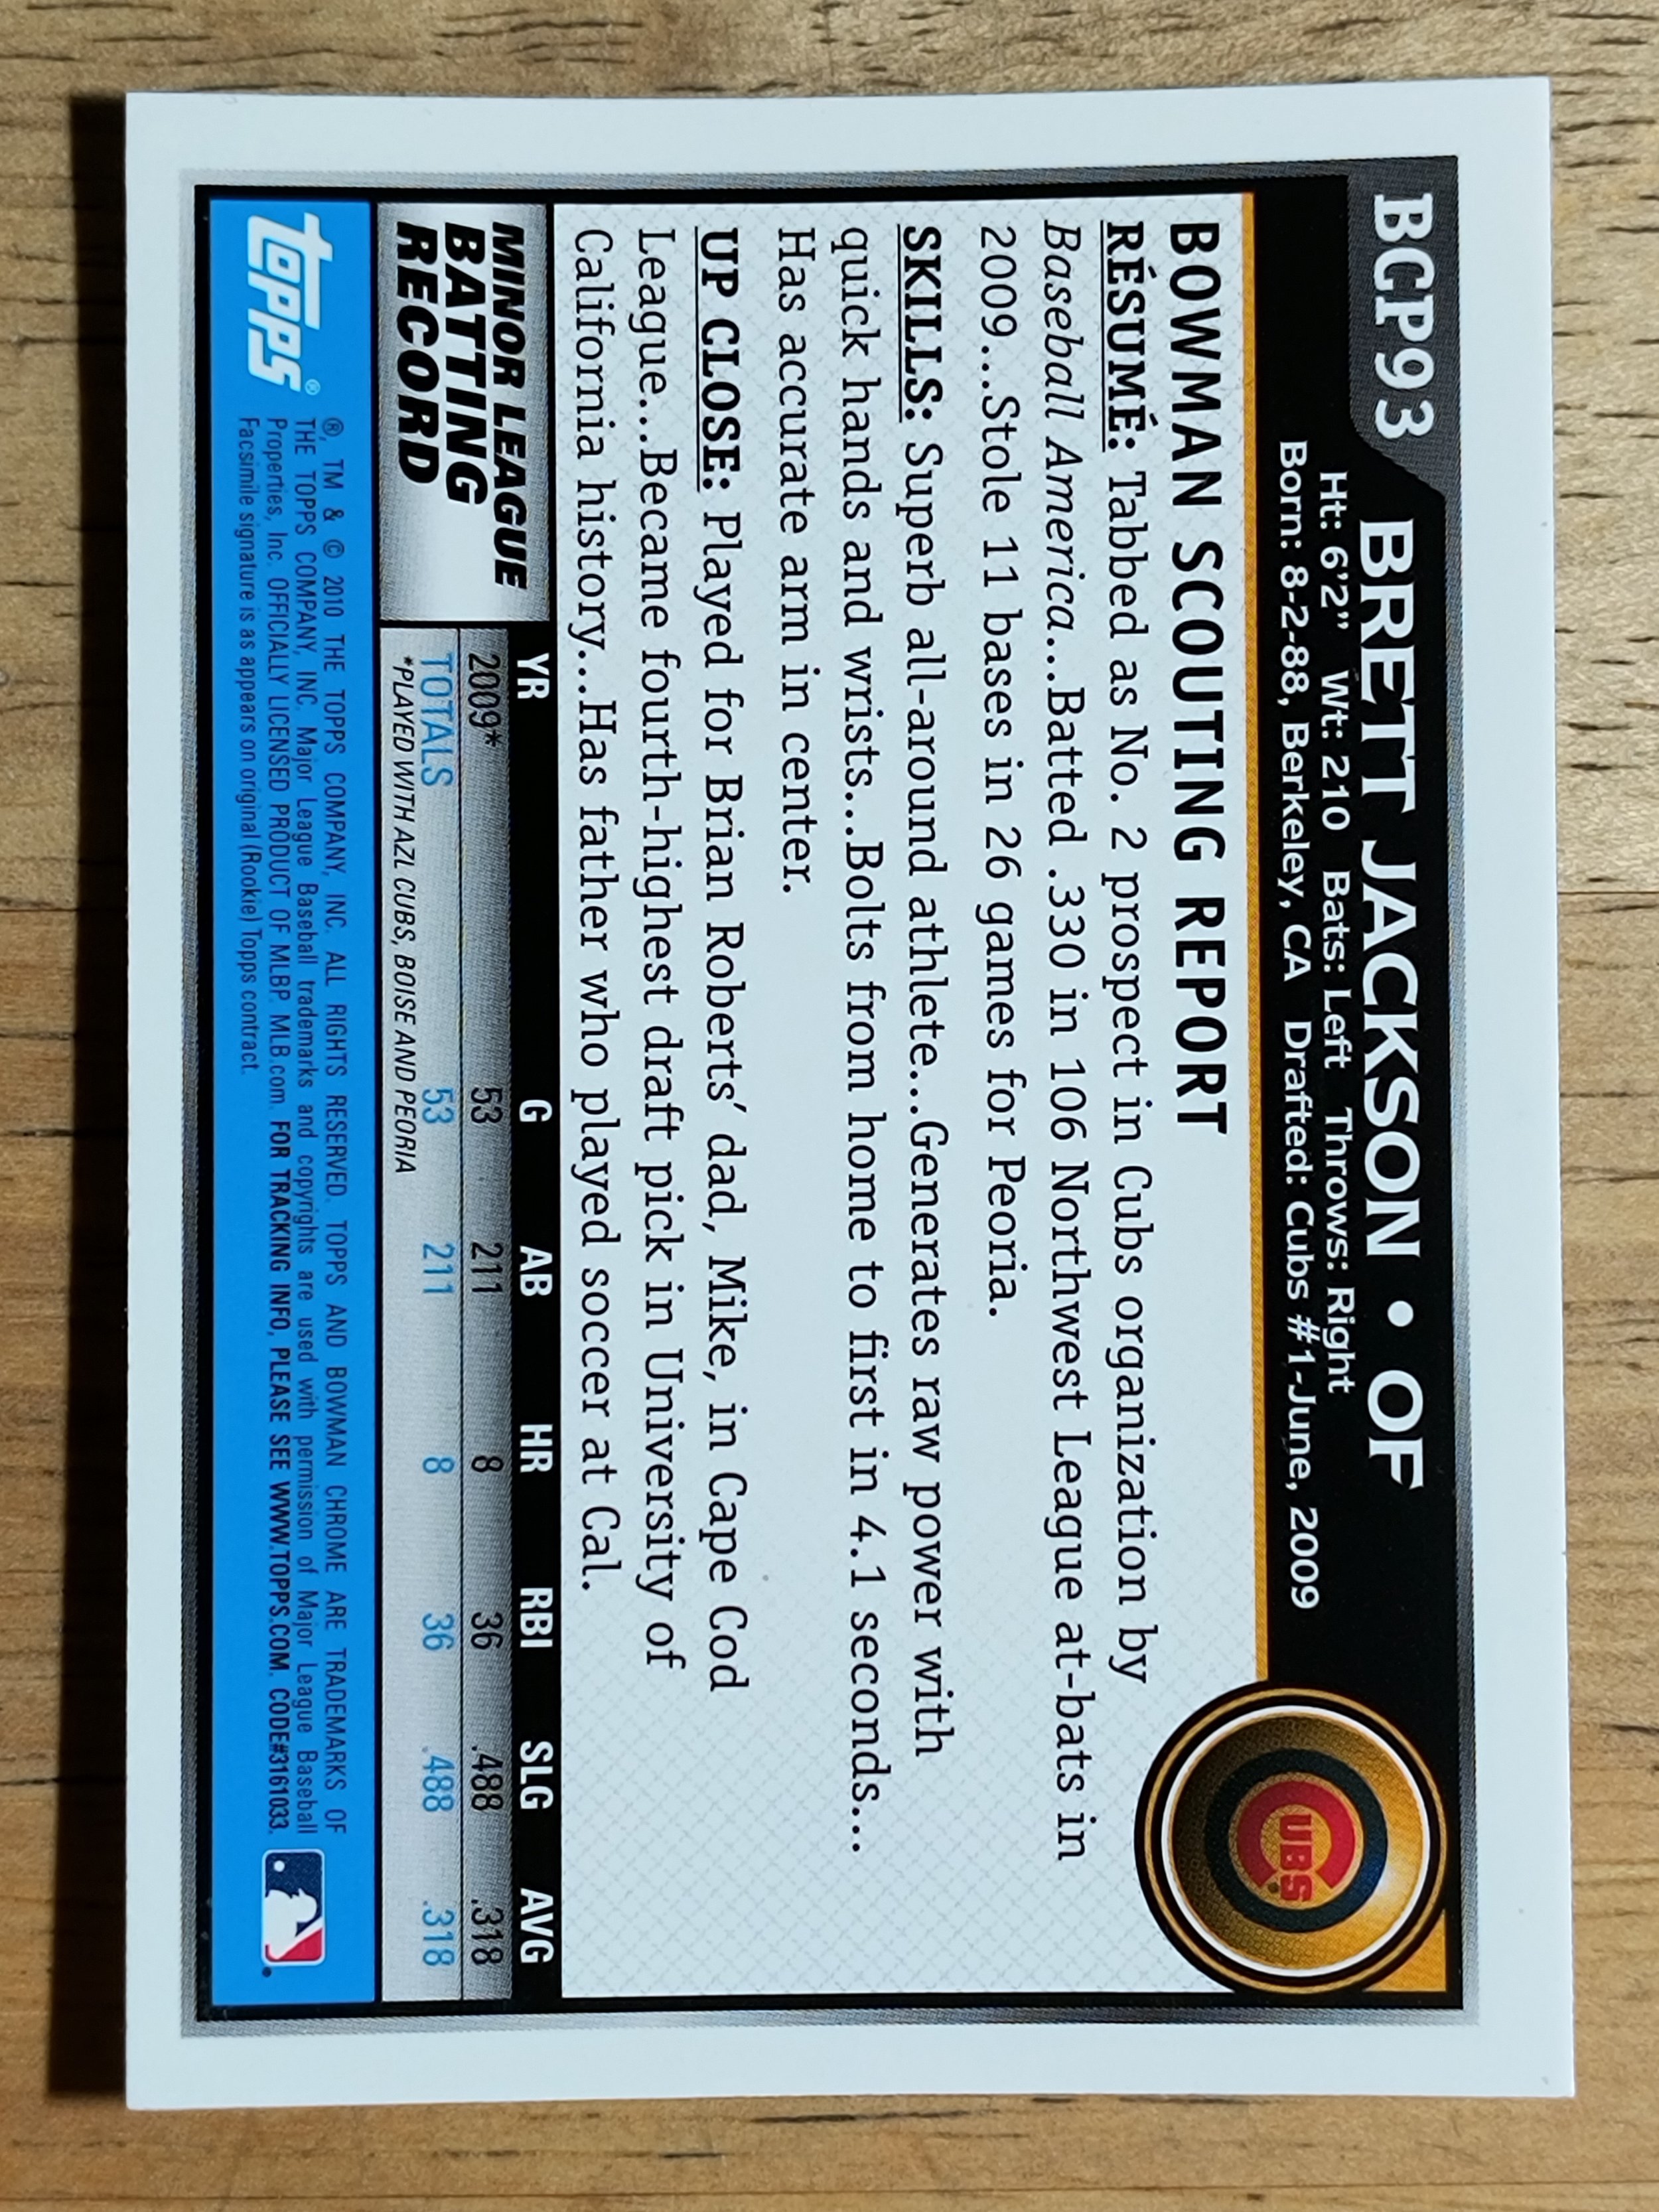 BCP93
BRETT JACKSON • OF
Ht: 6'2" Wt: 210 Bats: Left Throws: Right
Born: 8-2-88, Berkeley, CA Drafted: Cubs #1-June, 2009
CUBS
BOWMAN SCOUTING REPORT
RÉSUMÉ: Tabbed as No. 2 prospect in Cubs organization by
Baseball America...Batted .330 in 106 Northwest League at-bats in
2009...Stole 11 bases in 26 games for Peoria.
SKILLS: Superb all-around athlete...Generates raw power with
quick hands and wrists...Bolts from home to first in 4.1 seconds...
Has accurate arm in center.
UP CLOSE: Played for Brian Roberts' dad, Mike, in Cape Cod
League...Became fourth-highest draft pick in University of
California history...Has father who played soccer at Cal.
MINOR LEAGUE
BATTING
RECORD
YR G AB HR RBI SLG AVG
2009* 53 211 8 36 .488 .318
TOTALS 53 211 8 36 .488 .318
*PLAYED WITH AZL CUBS, BOISE AND PEORIA
topps®
®, TM & © 2010 THE TOPPS COMPANY, INC. ALL RIGHTS RESERVED. TOPPS AND BOWMAN CHROME ARE TRADEMARKS OF
THE TOPPS COMPANY, INC. Major League Baseball trademarks and copyrights are used with permission of Major League Baseball
Properties, Inc. OFFICIALLY LICENSED PRODUCT OF MLBP. MLB.com. FOR TRACKING INFO, PLEASE SEE WWW.TOPPS.COM. CODE#3161033.
Facsimile signature is as appears on original (Rookie) Topps contract.